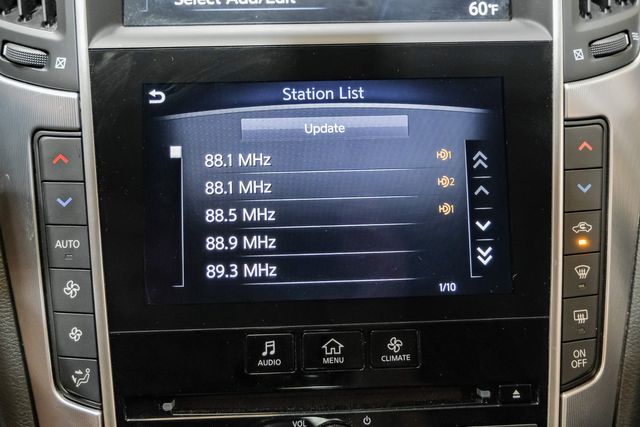 Select Add/Edit
60°F
Station List
Update
88.1 MHz 1
88.1 MHz 2
88.5 MHz 1
88.9 MHz
89.3 MHz
1/10
AUTO
ON
OFF
AUDIO
MENU
CLIMATE
VOL